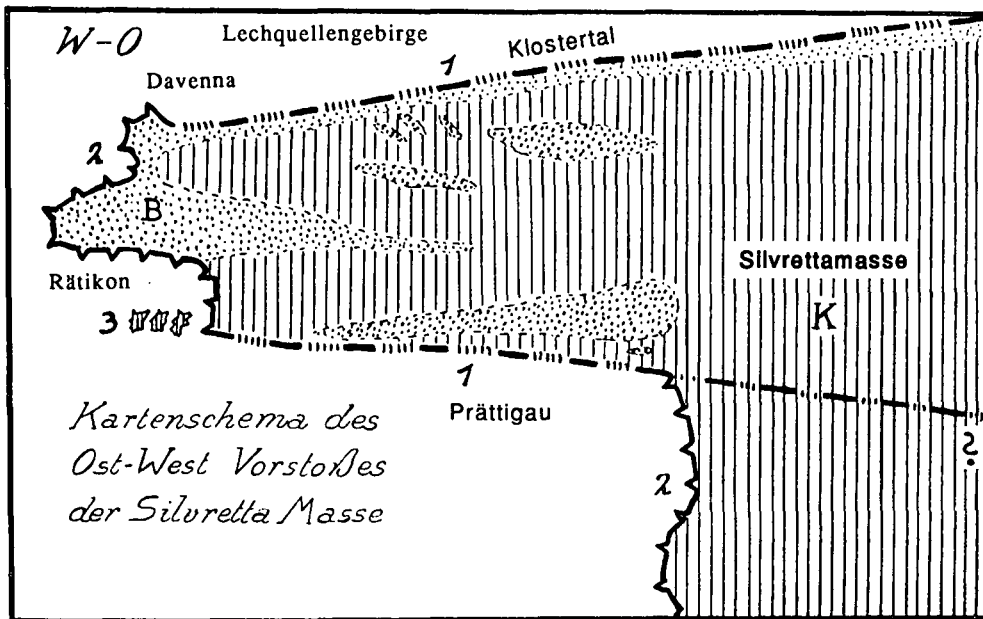 W-O
Lechquellengebirge
Klostertal
1
Davenna
2
B
Rätikon
3
Silvrettamasse
K
1
Prättigau
?
2
Kartenschema des
Ost-West Vorstoßes
der Silvretta Masse